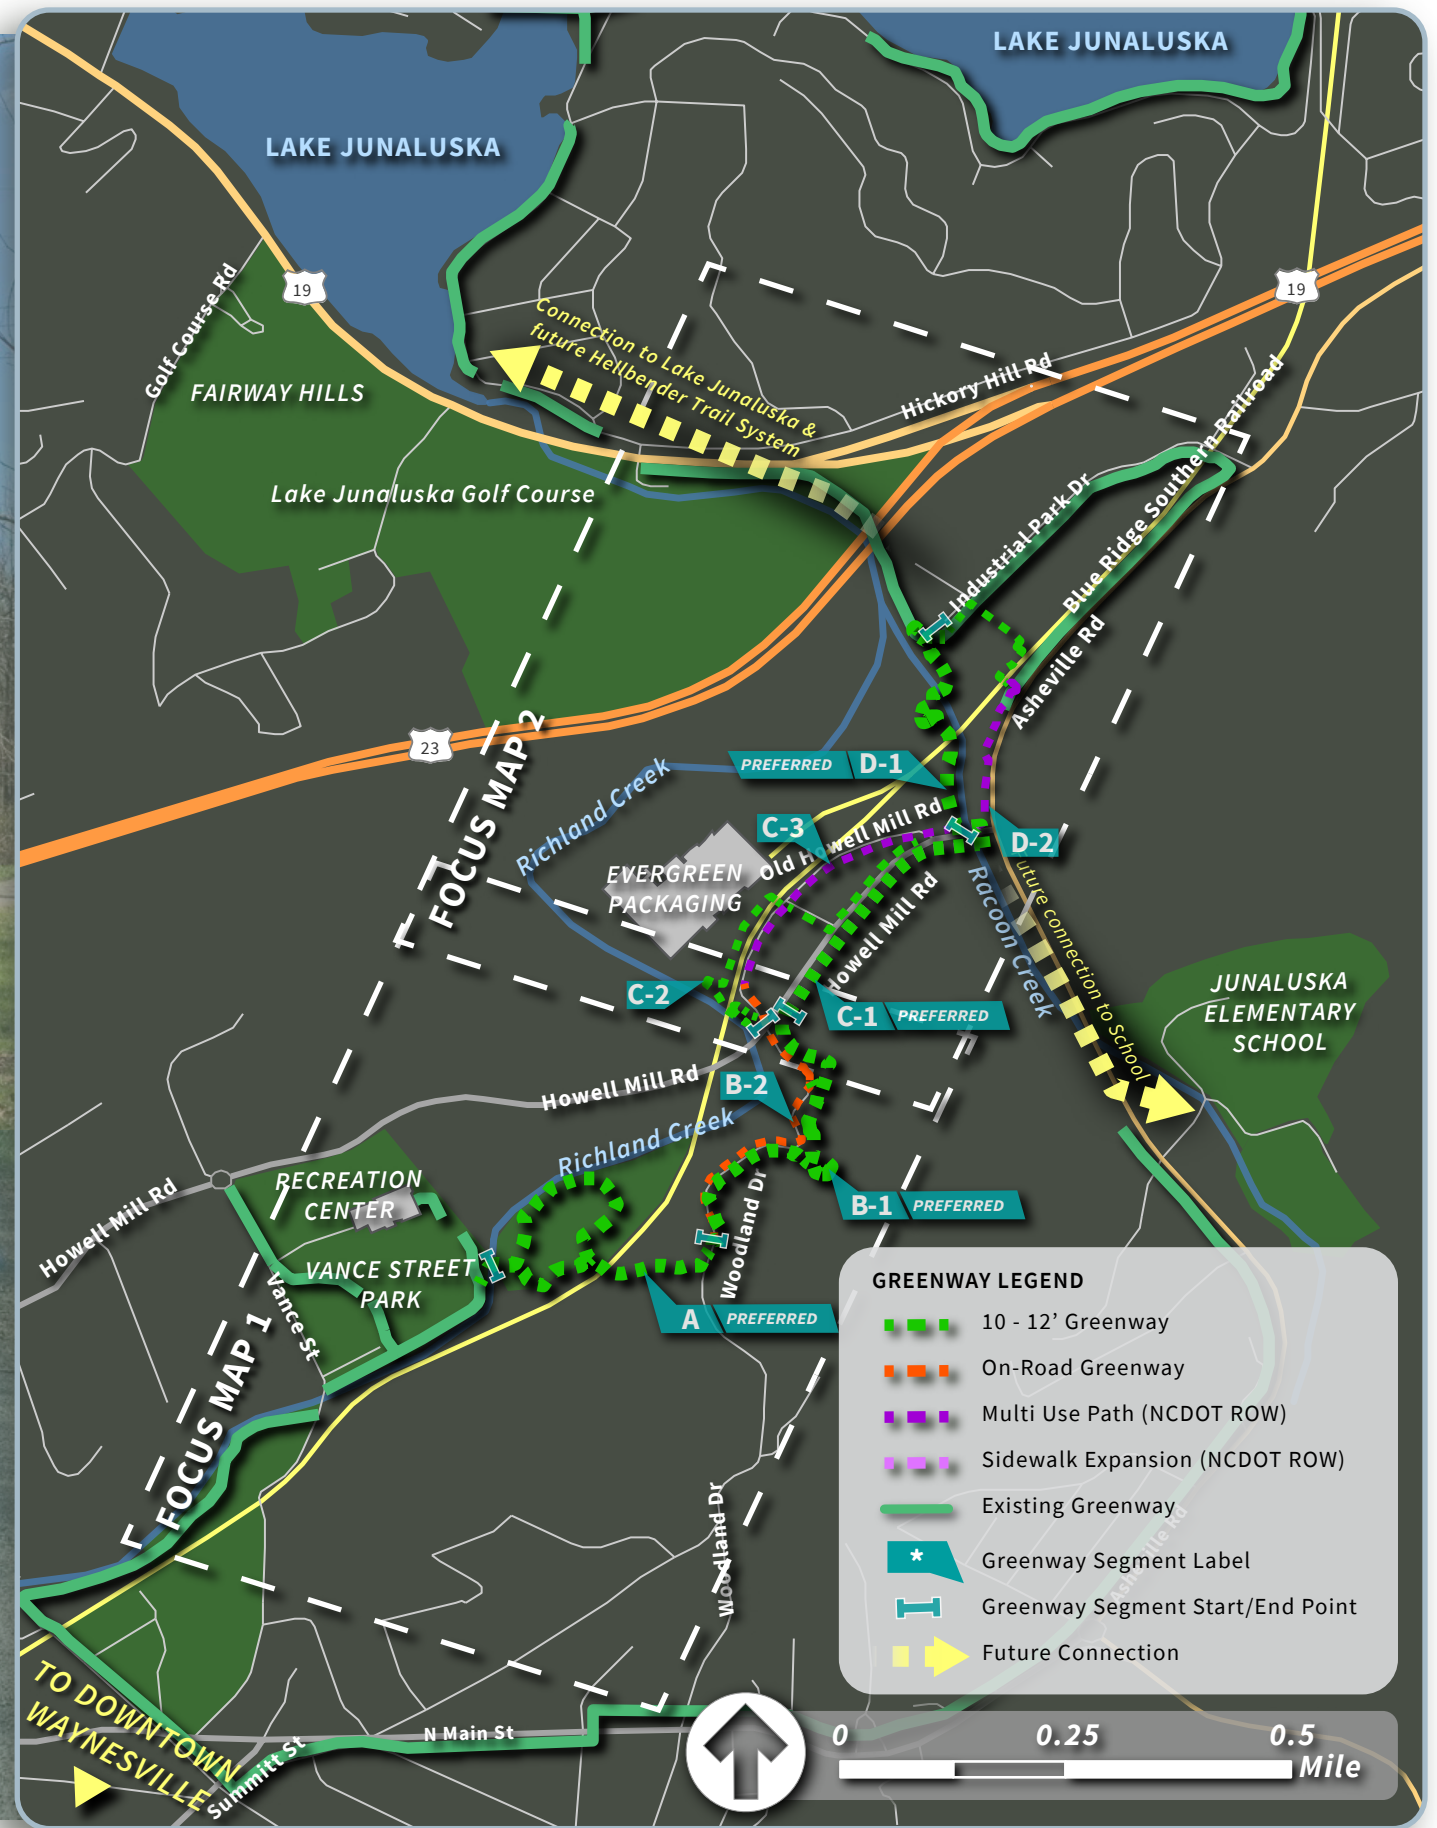 LAKE JUNALUSKA
LAKE JUNALUSKA
Golf Course Rd
19
19
FAIRWAY HILLS
Connection to Lake Junaluska &
future Hellbender Trail System
Hickory Hill Rd
Lake Junaluska Golf Course
Industrial Park Dr
Blue Ridge Southern Railroad
Asheville Rd
23
FOCUS MAP 2
Richland Creek
PREFERRED D-1
C-3
Old Howell Mill Rd
D-2
EVERGREEN
PACKAGING
Howell Mill Rd
Racoon Creek
uture connection to School
C-2
C-1 PREFERRED
JUNALUSKA
ELEMENTARY
SCHOOL
Howell Mill Rd
B-2
Richland Creek
RECREATION
CENTER
Howell Mill Rd
Woodland Dr
B-1 PREFERRED
VANCE STREET
PARK
Vance St
A PREFERRED
FOCUS MAP 1
Woodland Dr
GREENWAY LEGEND
10 - 12’ Greenway
On-Road Greenway
Multi Use Path (NCDOT ROW)
Sidewalk Expansion (NCDOT ROW)
Existing Greenway
* Greenway Segment Label
Greenway Segment Start/End Point
Future Connection
Asheville Rd
TO DOWNTOWN
WAYNESVILLE
N Main St
Summitt St
0 0.25 0.5
Mile